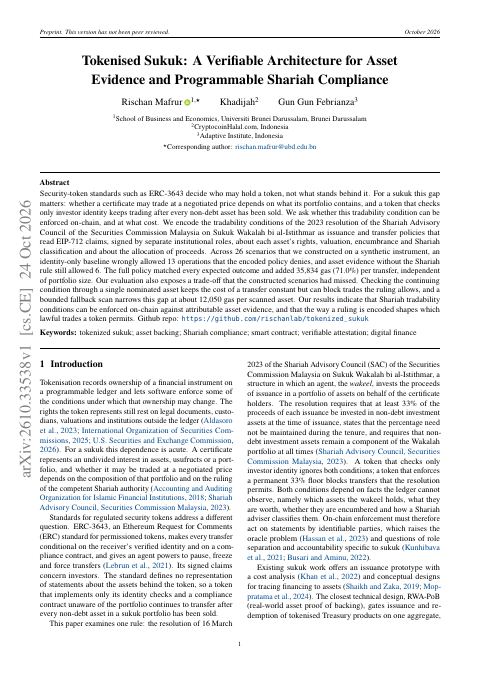 Preprint. This version has not been peer reviewed.
October 2026
Tokenised Sukuk: A Verifiable Architecture for Asset
Evidence and Programmable Shariah Compliance
Rischan Mafrur 1,⋆ Khadijah2 Gun Gun Febrianza3
1School of Business and Economics, Universiti Brunei Darussalam, Brunei Darussalam
2CryptocoinHalal.com, Indonesia
3Adaptive Institute, Indonesia
*Corresponding author: rischan.mafrur@ubd.edu.bn
Abstract
Security-token standards such as ERC-3643 decide who may hold a token, not what stands behind it. For a sukuk this gap
matters: whether a certificate may trade at a negotiated price depends on what its portfolio contains, and a token that checks
only investor identity keeps trading after every non-debt asset has been sold. We ask whether this tradability condition can be
enforced on-chain, and at what cost. We encode the tradability conditions of the 2023 resolution of the Shariah Advisory
Council of the Securities Commission Malaysia on Sukuk Wakalah bi al-Istithmar as issuance and transfer policies that
read EIP-712 claims, signed by separate institutional roles, about each asset's rights, valuation, encumbrance and Shariah
classification and about the allocation of proceeds. Across 26 scenarios that we constructed on a synthetic instrument, an
identity-only baseline wrongly allowed 13 operations that the encoded policy denies, and asset evidence without the Shariah
rule still allowed 6. The full policy matched every expected outcome and added 35,834 gas (71.0%) per transfer, independent
of portfolio size. Our evaluation also exposes a trade-off that the constructed scenarios had missed. Checking the continuing
condition through a single nominated asset keeps the cost of a transfer constant but can block trades the ruling allows, and a
bounded fallback scan narrows this gap at about 12,050 gas per scanned asset. Our results indicate that Shariah tradability
conditions can be enforced on-chain against attributable asset evidence, and that the way a ruling is encoded shapes which
lawful trades a token permits. Github repo: https://github.com/rischanlab/tokenized_sukuk
Keywords: tokenized sukuk; asset backing; Shariah compliance; smart contract; verifiable attestation; digital finance
arXiv:2610.33538v1 [cs.CE] 24 Oct 2026
1 Introduction
Tokenisation records ownership of a financial instrument on
a programmable ledger and lets software enforce some of
the conditions under which that ownership may change. The
rights the token represents still rest on legal documents, custo-
dians, valuations and institutions outside the ledger (Aldasoro
et al., 2023; International Organization of Securities Com-
missions, 2025; U.S. Securities and Exchange Commission,
2026). For a sukuk this dependence is acute. A certificate
represents an undivided interest in assets, usufructs or a port-
folio, and whether it may be traded at a negotiated price
depends on the composition of that portfolio and on the ruling
of the competent Shariah authority (Accounting and Auditing
Organization for Islamic Financial Institutions, 2018; Shariah
Advisory Council, Securities Commission Malaysia, 2023).
Standards for regulated security tokens address a different
question. ERC-3643, an Ethereum Request for Comments
(ERC) standard for permissioned tokens, makes every transfer
conditional on the receiver's verified identity and on a com-
pliance contract, and gives an agent powers to pause, freeze
and force transfers (Lebrun et al., 2021). Its signed claims
concern investors. The standard defines no representation
of statements about the assets behind the token, so a token
that implements only its identity checks and a compliance
contract unaware of the portfolio continues to transfer after
every non-debt asset in a sukuk portfolio has been sold.
This paper examines one rule: the resolution of 16 March
2023 of the Shariah Advisory Council (SAC) of the Securities
Commission Malaysia on Sukuk Wakalah bi al-Istithmar, a
structure in which an agent, the wakeel, invests the proceeds
of issuance in a portfolio of assets on behalf of the certificate
holders. The resolution requires that at least 33% of the
proceeds of each issuance be invested in non-debt investment
assets at the time of issuance, states that the percentage need
not be maintained during the tenure, and requires that non-
debt investment assets remain a component of the Wakalah
portfolio at all times (Shariah Advisory Council, Securities
Commission Malaysia, 2023). A token that checks only
investor identity ignores both conditions; a token that enforces
a permanent 33% floor blocks transfers that the resolution
permits. Both conditions depend on facts the ledger cannot
observe, namely which assets the wakeel holds, what they
are worth, whether they are encumbered and how a Shariah
adviser classifies them. On-chain enforcement must therefore
act on statements by identifiable parties, which raises the
oracle problem (Hassan et al., 2023) and questions of role
separation and accountability specific to sukuk (Kunhibava
et al., 2021; Busari and Aminu, 2022).
Existing sukuk work offers an issuance prototype with
a cost analysis (Khan et al., 2022) and conceptual designs
for tracing financing to assets (Shaikh and Zaka, 2019; Mop-
pratama et al., 2024). The closest technical design, RWA-PoB
(real-world asset proof of backing), gates issuance and re-
demption of tokenised Treasury products on one aggregate,
1